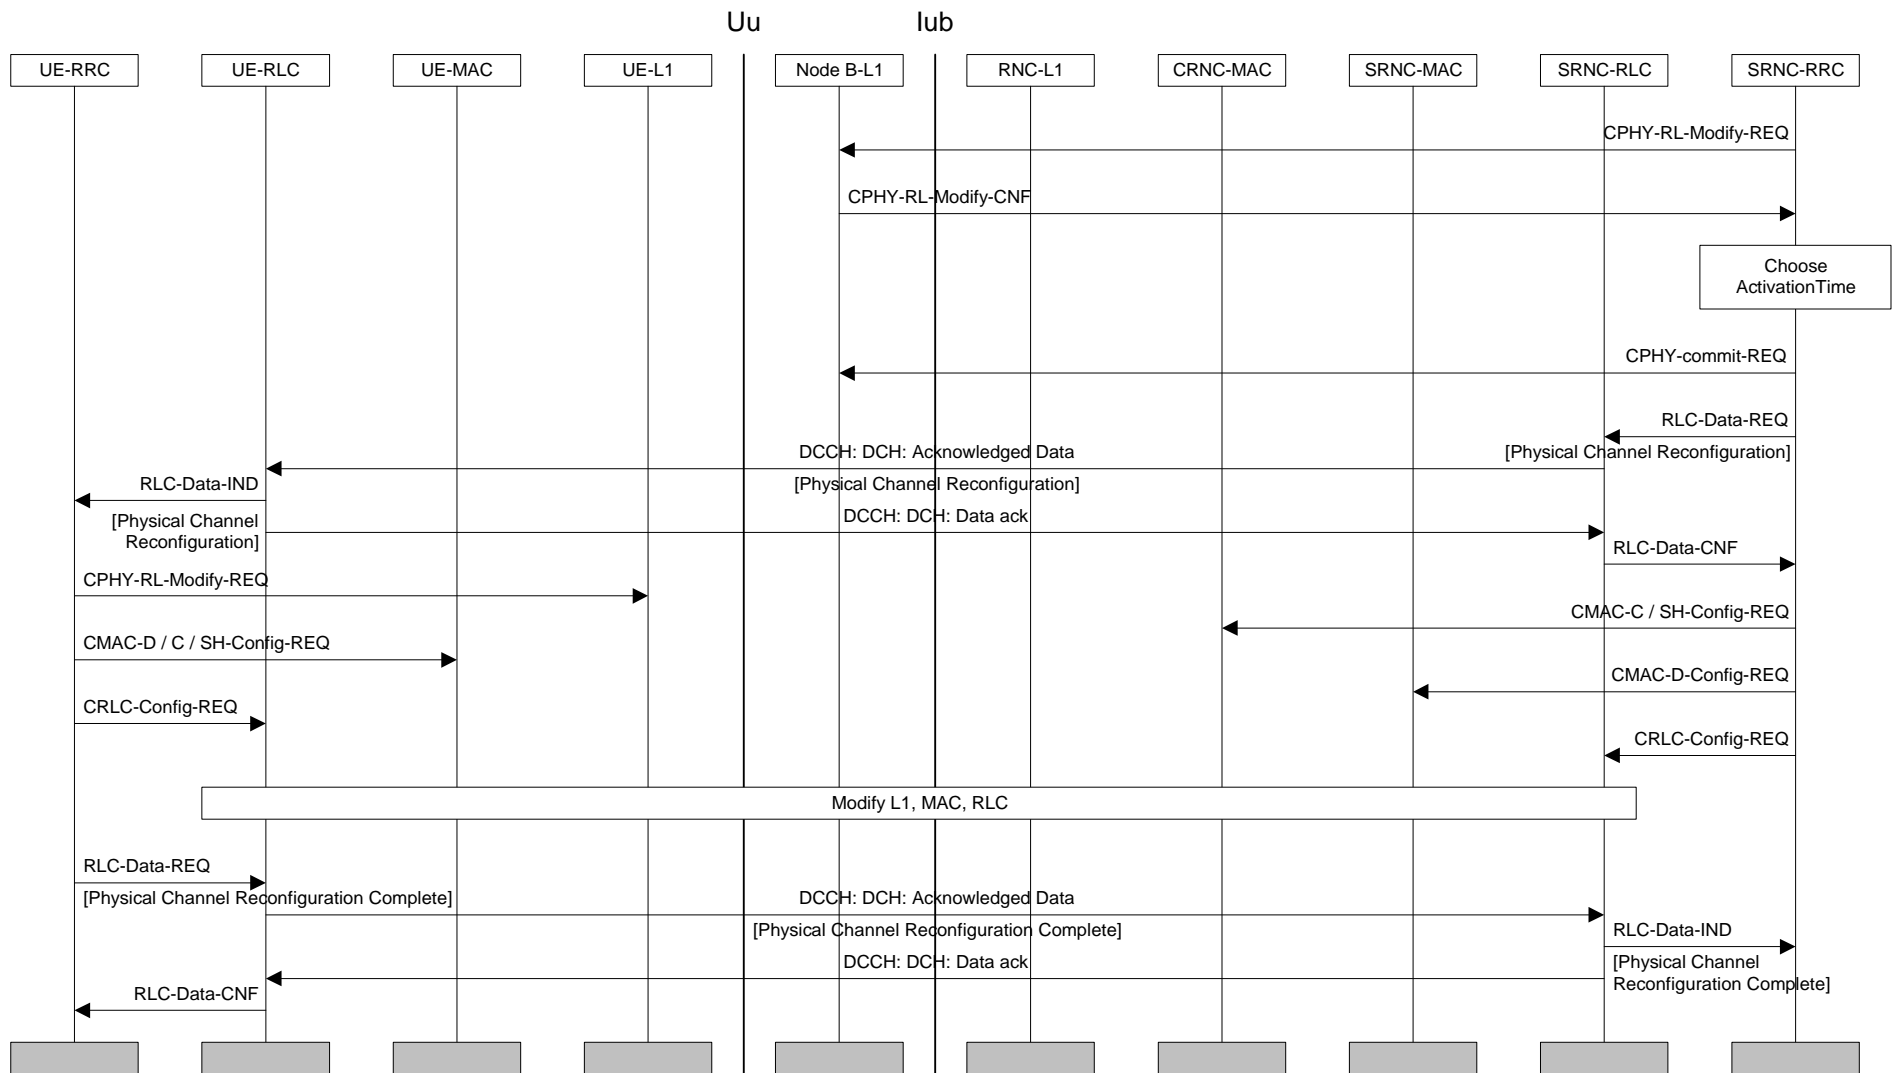 Uu
Iub
UE-RRC
UE-RLC
UE-MAC
UE-L1
Node B-L1
RNC-L1
CRNC-MAC
SRNC-MAC
SRNC-RLC
SRNC-RRC
CPHY-RL-Modify-REQ
CPHY-RL-Modify-CNF
Choose
ActivationTime
CPHY-commit-REQ
RLC-Data-REQ
[Physical Channel Reconfiguration]
DCCH: DCH: Acknowledged Data
[Physical Channel Reconfiguration]
RLC-Data-IND
[Physical Channel
Reconfiguration]
DCCH: DCH: Data ack
RLC-Data-CNF
CPHY-RL-Modify-REQ
CMAC-C / SH-Config-REQ
CMAC-D / C / SH-Config-REQ
CMAC-D-Config-REQ
CRLC-Config-REQ
CRLC-Config-REQ
Modify L1, MAC, RLC
RLC-Data-REQ
[Physical Channel Reconfiguration Complete]
DCCH: DCH: Acknowledged Data
[Physical Channel Reconfiguration Complete]
RLC-Data-IND
[Physical Channel
Reconfiguration Complete]
DCCH: DCH: Data ack
RLC-Data-CNF